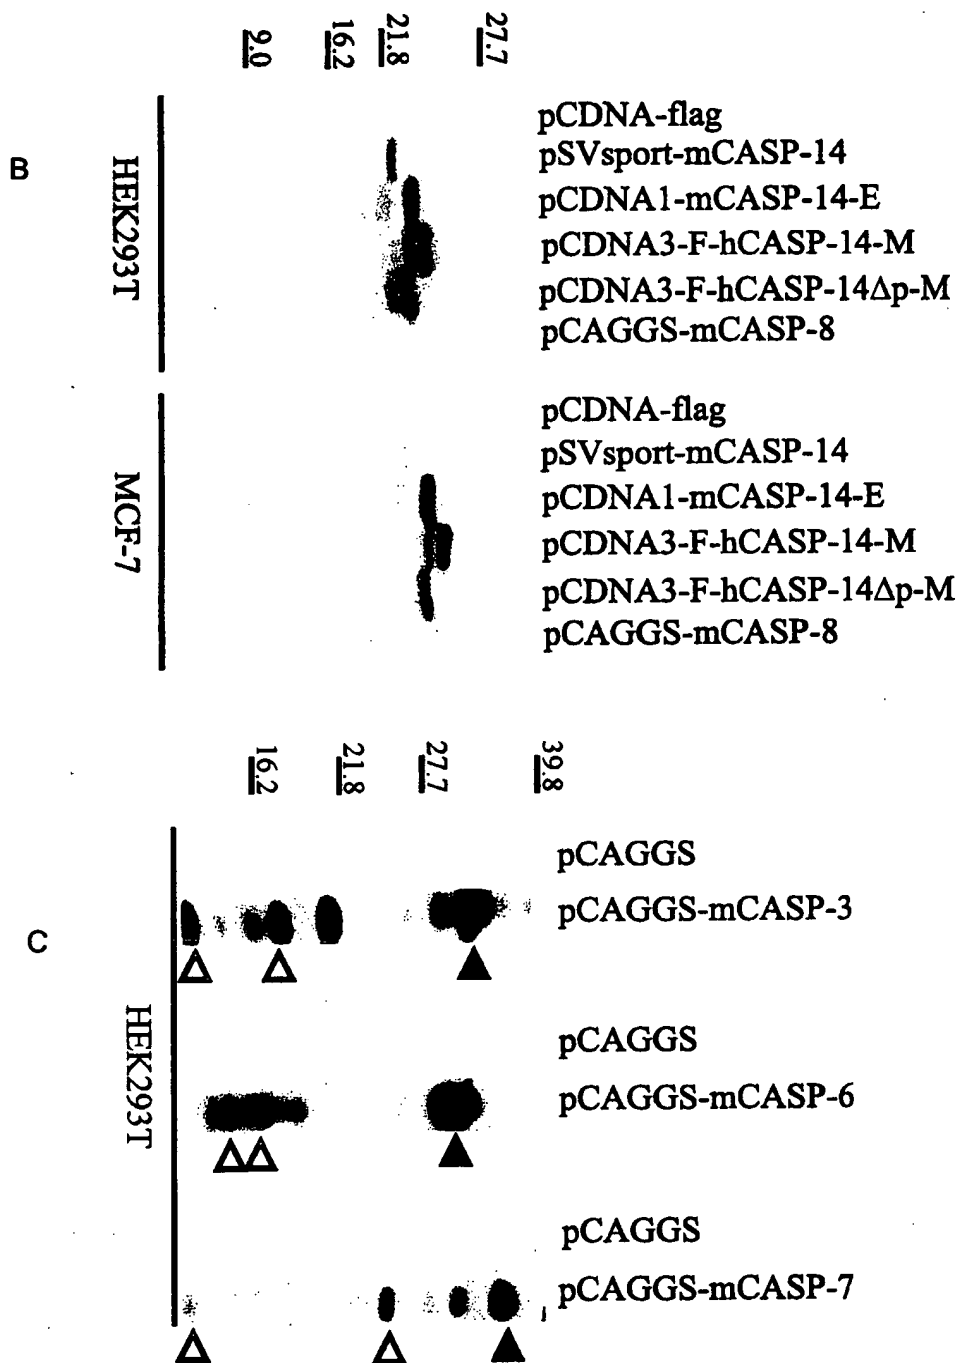 9.0
16.2
21.8
27.7
B
HEK293T
pCDNA-flag
pSVsport-mCASP-14
pCDNA1-mCASP-14-E
pCDNA3-F-hCASP-14-M
pCDNA3-F-hCASP-14Δp-M
pCAGGS-mCASP-8
MCF-7
pCDNA-flag
pSVsport-mCASP-14
pCDNA1-mCASP-14-E
pCDNA3-F-hCASP-14-M
pCDNA3-F-hCASP-14Δp-M
pCAGGS-mCASP-8
16.2
21.8
27.7
39.8
C
HEK293T
pCAGGS
pCAGGS-mCASP-3
pCAGGS
pCAGGS-mCASP-6
pCAGGS
pCAGGS-mCASP-7